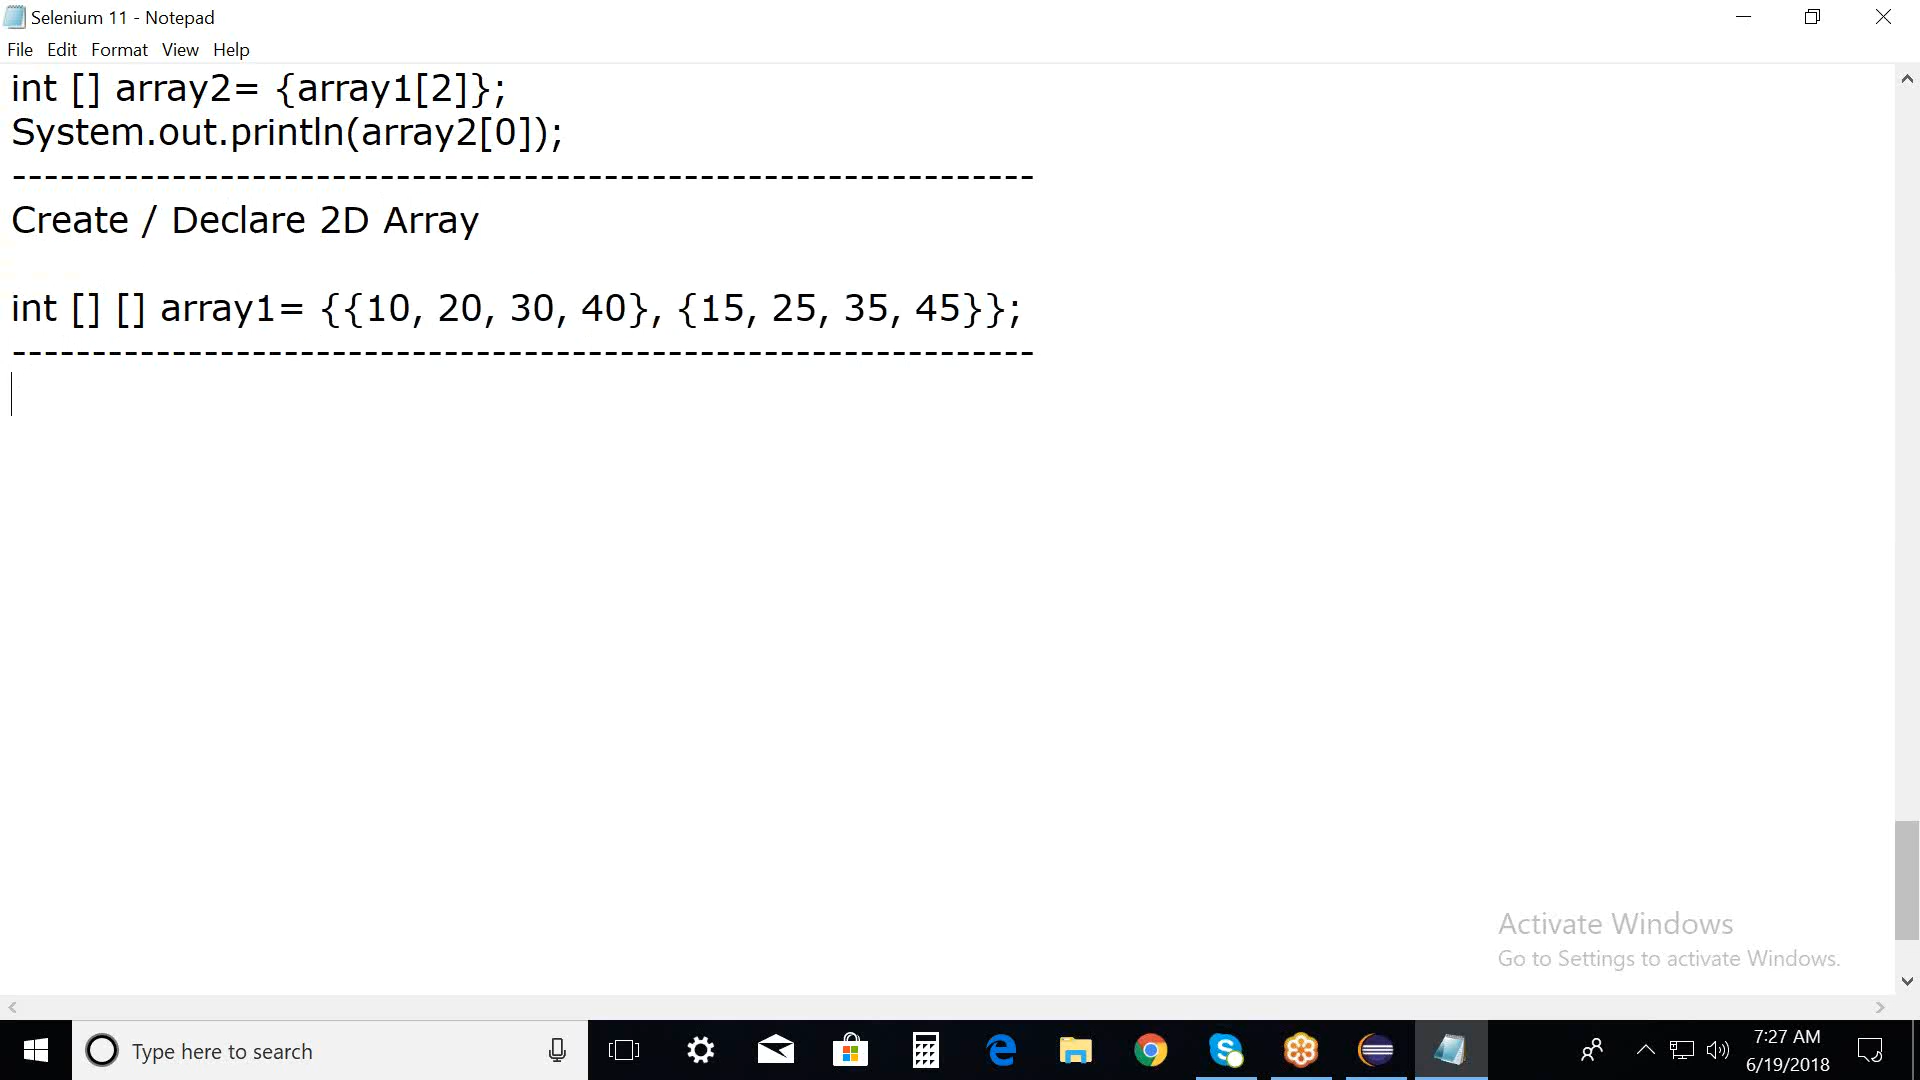 Selenium 11 - Notepad
File Edit Format View Help
int [] array2= {array1[2]};
System.out.println(array2[0]);
----------------------------------------------------------------
Create / Declare 2D Array
int [] [] array1= {{10, 20, 30, 40}, {15, 25, 35, 45}};
----------------------------------------------------------------
Activate Windows
Go to Settings to activate Windows.
Type here to search
7:27 AM
6/19/2018